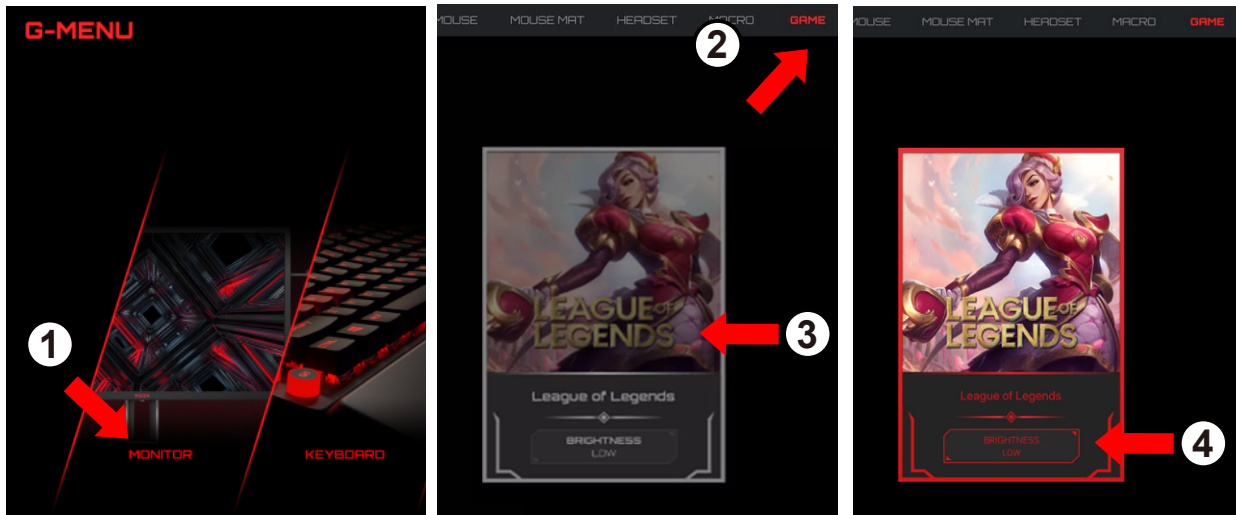 G-MENU
1
MONITOR
KEYBOARD
MOUSE MOUSE MAT HEADSET MACRO GAME
2
LEAGUE OF
LEGENDS
3
League of Legends
BRIGHTNESS
LOW
MOUSE MOUSE MAT HEADSET MACRO GAME
LEAGUE OF
LEGENDS
League of Legends
BRIGHTNESS
LOW
4